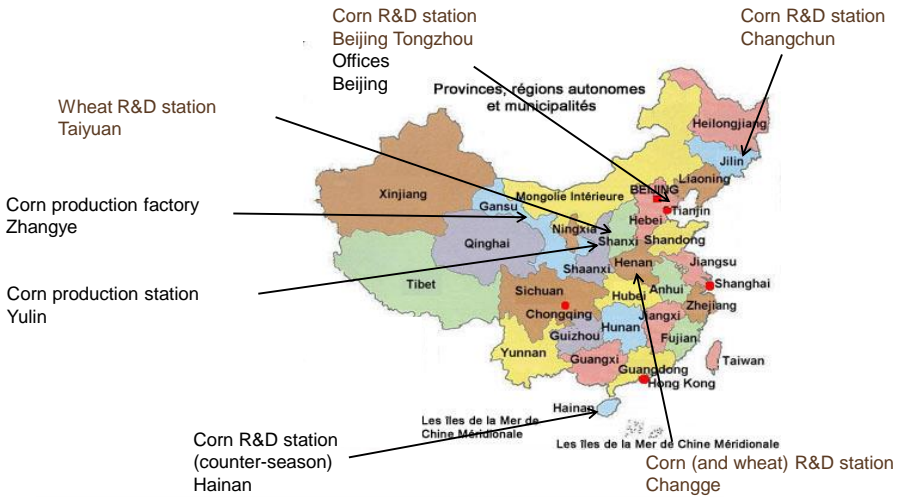 Corn R&D station
Beijing Tongzhou
Offices
Beijing
Corn R&D station
Changchun
Wheat R&D station
Taiyuan
Corn production factory
Zhangye
Corn production station
Yulin
Provinces, régions autonomes
et municipalités
Heilongjiang
Jilin
Liaoning
Xinjiang
Mongolie Intérieure
BEIJING
Gansu
Tianjin
Hebei
Ningxia
Shanxi
Shandong
Qinghai
Henan
Jiangsu
Shaanxi
Tibet
Anhui
Shanghai
Sichuan
Hubei
Zhejiang
Chongqing
Hunan
Jiangxi
Guizhou
Fujian
Yunnan
Guangxi
Taiwan
Guangdong
Hong Kong
Hainan
Les îles de la Mer de
Chine Méridionale
Les îles de la Mer de Chine Méridionale
Corn R&D station
(counter-season)
Hainan
Corn (and wheat) R&D station
Changge